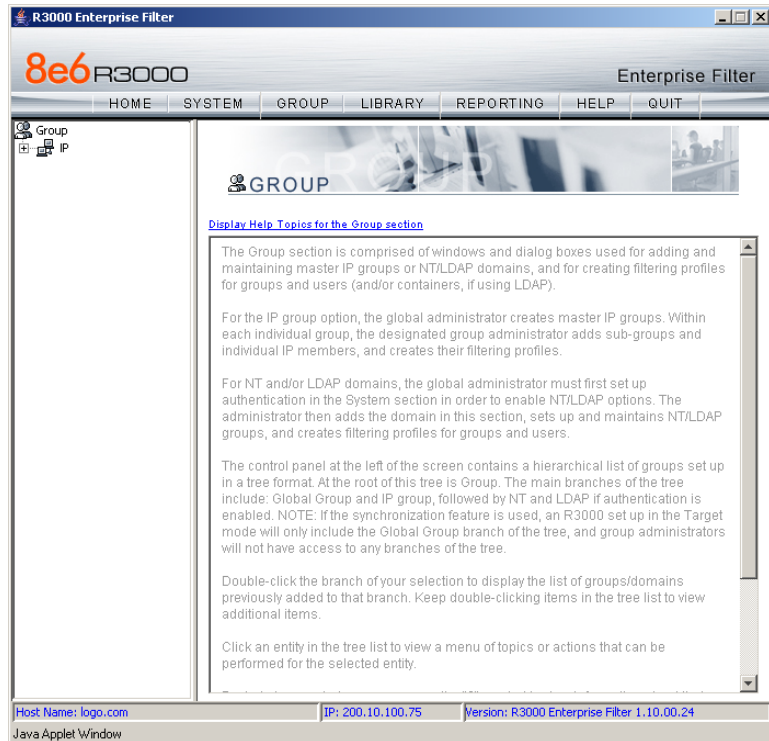 R3000 Enterprise Filter
8e6 R3000
Enterprise Filter
HOME SYSTEM GROUP LIBRARY REPORTING HELP QUIT
Group
IP
GROUP
GROUP
Display Help Topics for the Group section
The Group section is comprised of windows and dialog boxes used for adding and
maintaining master IP groups or NT/LDAP domains, and for creating filtering profiles
for groups and users (and/or containers, if using LDAP).
For the IP group option, the global administrator creates master IP groups. Within
each individual group, the designated group administrator adds sub-groups and
individual IP members, and creates their filtering profiles.
For NT and/or LDAP domains, the global administrator must first set up
authentication in the System section in order to enable NT/LDAP options. The
administrator then adds the domain in this section, sets up and maintains NT/LDAP
groups, and creates filtering profiles for groups and users.
The control panel at the left of the screen contains a hierarchical list of groups set up
in a tree format. At the root of this tree is Group. The main branches of the tree
include: Global Group and IP group, followed by NT and LDAP if authentication is
enabled. NOTE: If the synchronization feature is used, an R3000 set up in the Target
mode will only include the Global Group branch of the tree, and group administrators
will not have access to any branches of the tree.
Double-click the branch of your selection to display the list of groups/domains
previously added to that branch. Keep double-clicking items in the tree list to view
additional items.
Click an entity in the tree list to view a menu of topics or actions that can be
performed for the selected entity.
Host Name: logo.com IP: 200.10.100.75 Version: R3000 Enterprise Filter 1.10.00.24
Java Applet Window